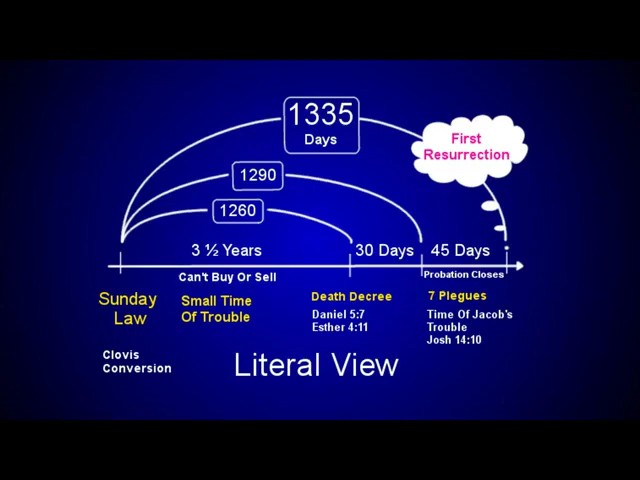 1335
Days
First
Resurrection
1290
1260
3 ½ Years
30 Days
45 Days
Can't Buy Or Sell
Probation Closes
Sunday
Law
Small Time
Of Trouble
Death Decree
Daniel 5:7
Esther 4:11
7 Plegues
Time Of Jacob's
Trouble
Josh 14:10
Clovis
Conversion
Literal View